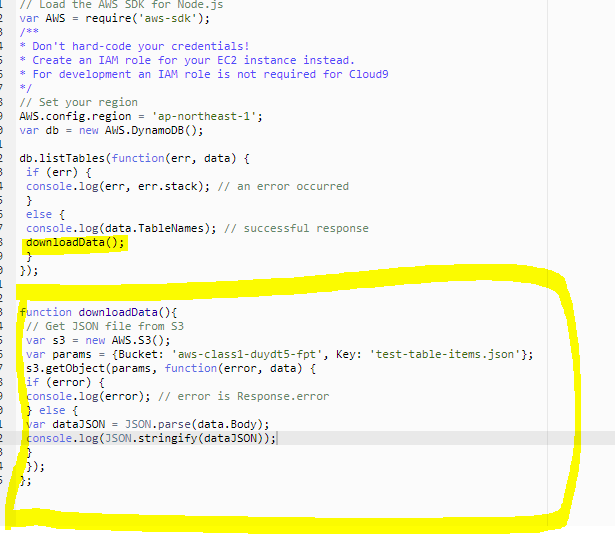 // Load the AWS SDK for Node.js
var AWS = require('aws-sdk');
/**
* Don't hard-code your credentials!
* Create an IAM role for your EC2 instance instead.
* For development an IAM role is not required for Cloud9
*/
// Set your region
AWS.config.region = 'ap-northeast-1';
var db = new AWS.DynamoDB();
db.listTables(function(err, data) {
if (err) {
console.log(err, err.stack); // an error occurred
}
else {
console.log(data.TableNames); // successful response
downloadData();
}
});
function downloadData(){
// Get JSON file from S3
var s3 = new AWS.S3();
var params = {Bucket: 'aws-class1-duydt5-fpt', Key: 'test-table-items.json'};
s3.getObject(params, function(error, data) {
if (error) {
console.log(error); // error is Response.error
} else {
var dataJSON = JSON.parse(data.Body);
console.log(JSON.stringify(dataJSON));
}
});
};